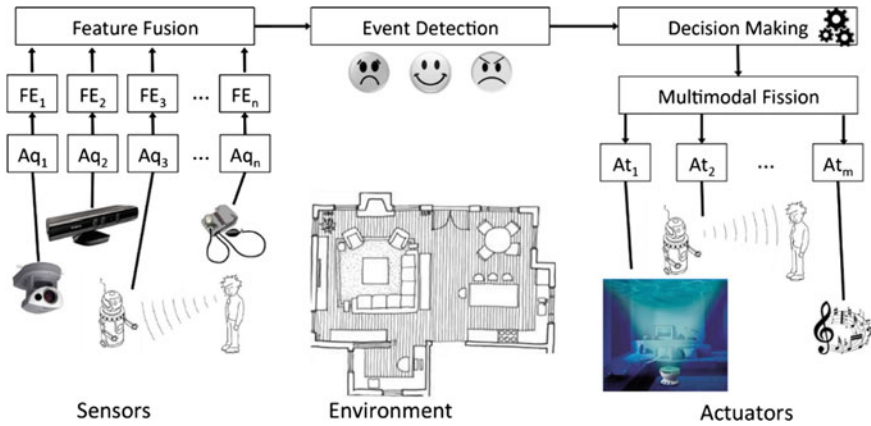 Feature Fusion
Event Detection
Decision Making
FE1 FE2 FE3 ... FEn
Multimodal Fission
Aq1 Aq2 Aq3 ... Aqn
At1 At2 ... Atm
Sensors
Environment
Actuators